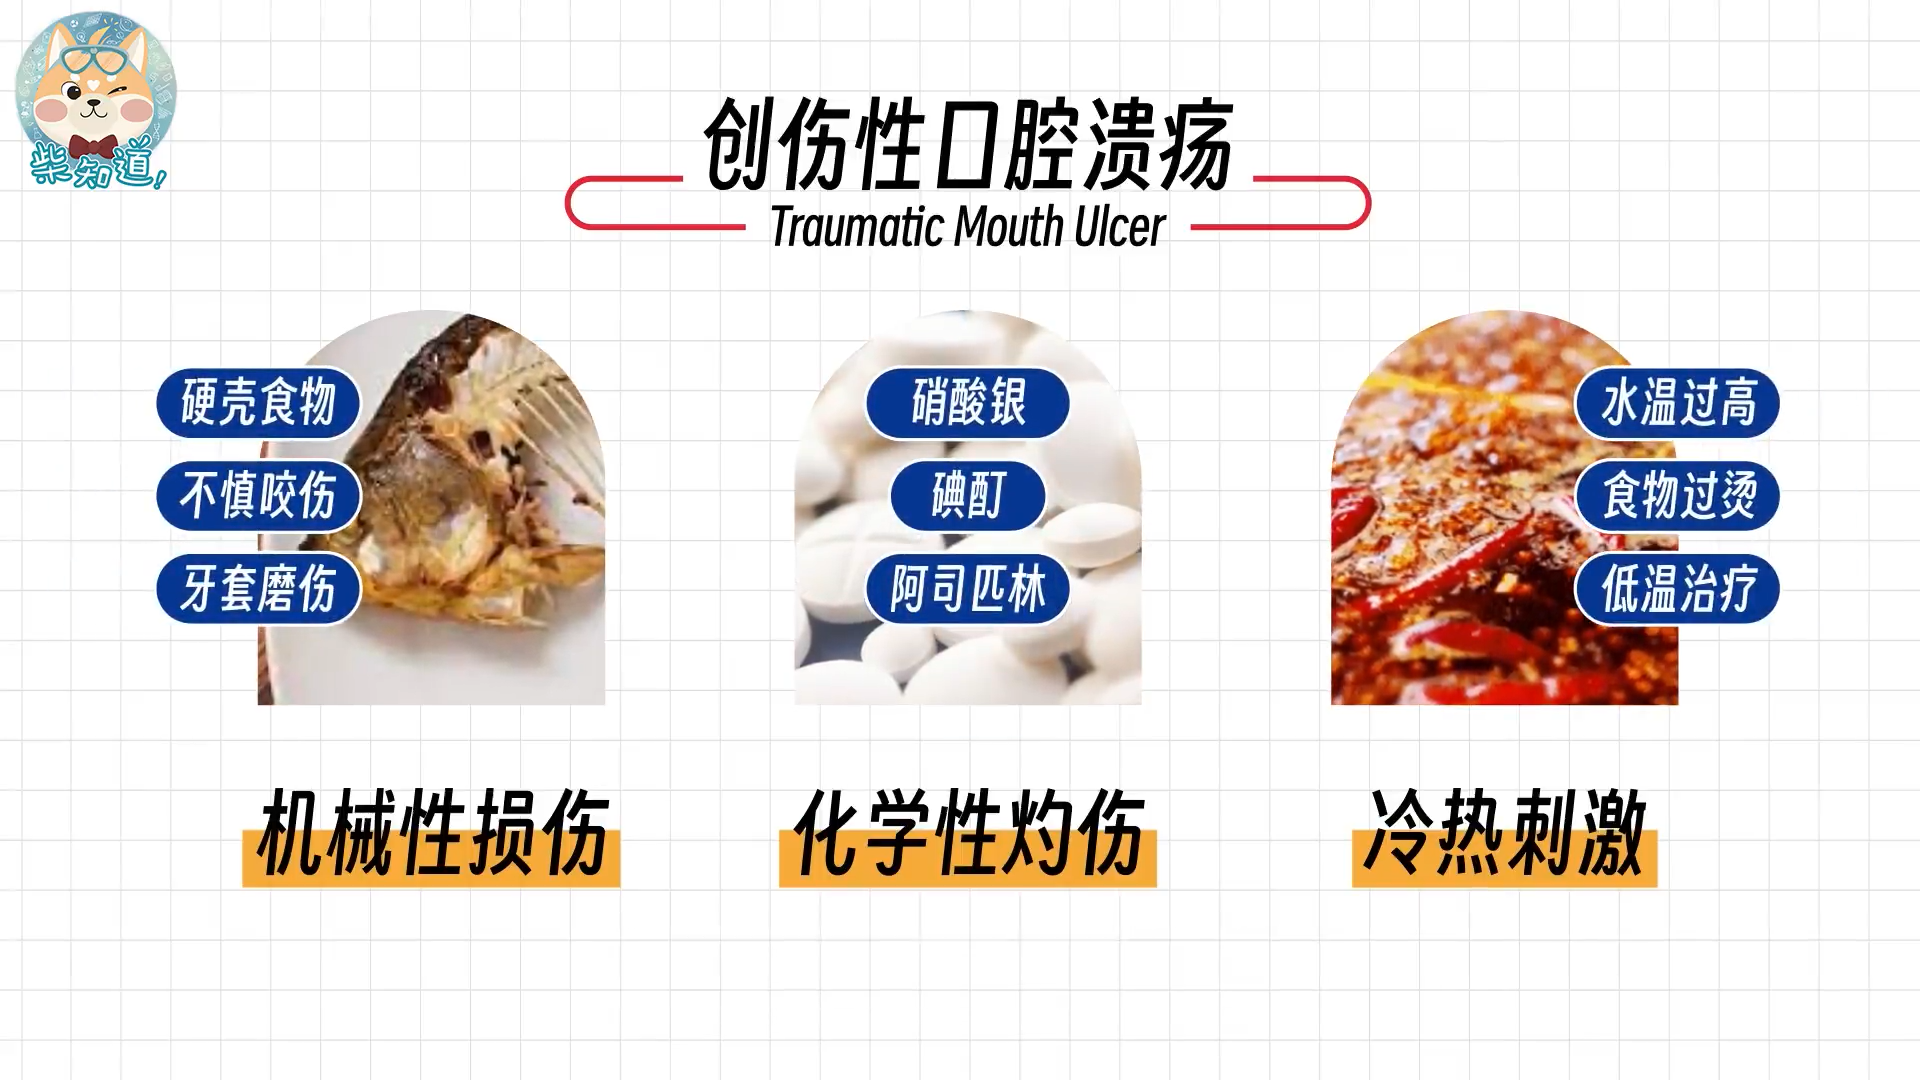 柴知道!
创伤性口腔溃疡
Traumatic Mouth Ulcer
硬壳食物
不慎咬伤
牙套磨伤
机械性损伤
硝酸银
碘酊
阿司匹林
化学性灼伤
水温过高
食物过烫
低温治疗
冷热刺激